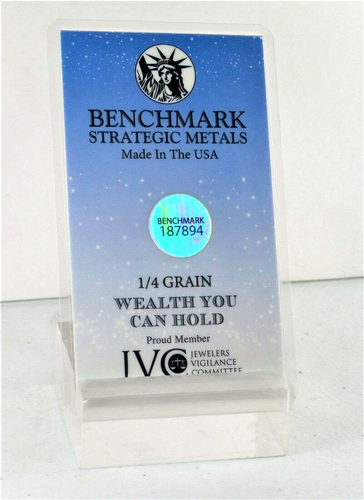 BENCHMARK
STRATEGIC METALS
Made In The USA
BENCHMARK
187894
1/4 GRAIN
WEALTH YOU
CAN HOLD
Proud Member
JVC JEWELERS
VIGILANCE
COMMITTEE